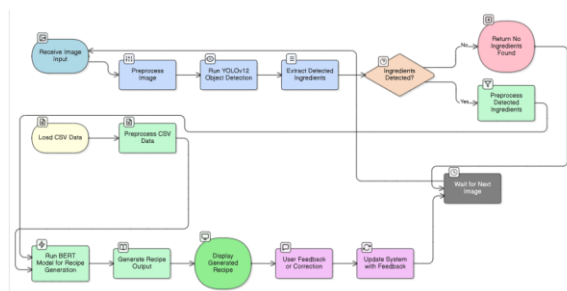 Receive Image
Input
Preprocess
Image
Run YOLOv12
Object Detection
Extract Detected
Ingredients
Ingredients
Detected?
No
Return No
Ingredients
Found
Yes
Preprocess
Detected
Ingredients
Load CSV Data
Preprocess CSV
Data
Wait for Next
Image
Run BERT
Model for Recipe
Generation
Generate Recipe
Output
Display
Generated
Recipe
User Feedback
or Correction
Update System
with Feedback